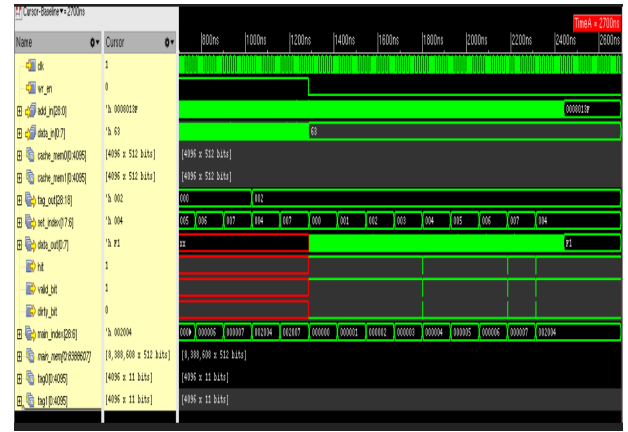 Cursor-Baseline▼= 2700ns
TimeA = 2700ns
Name Cursor 800ns 1000ns 1200ns 1400ns 1600ns 1800ns 2000ns 2200ns 2400ns 2600ns
clk 1
wr_en 0
add_in[28:0] 'h 0008013F 0008013F
data_in[0:7] 'h 63 63
cache_mem0[0:4095] [4096 x 512 bits] [4096 x 512 bits]
cache_mem1[0:4095] [4096 x 512 bits] [4096 x 512 bits]
tag_out[28:18] 'h 002 000 002
set_index[17:6] 'h 004 005 006 007 004 007 000 001 002 003 004 005 006 007 004
data_out[0:7] 'h F1 xx F1
hit 1
valid_bit 1
dirty_bit 0
main_index[28:6] 'h 002004 000▶ 000006 000007 002004 002007 000000 000001 000002 000003 000004 000005 000006 000007 002004
main_mem[0:8388607] [8,388,608 x 512 bits] [8,388,608 x 512 bits]
tag0[0:4095] [4096 x 11 bits] [4096 x 11 bits]
tag1[0:4095] [4096 x 11 bits] [4096 x 11 bits]